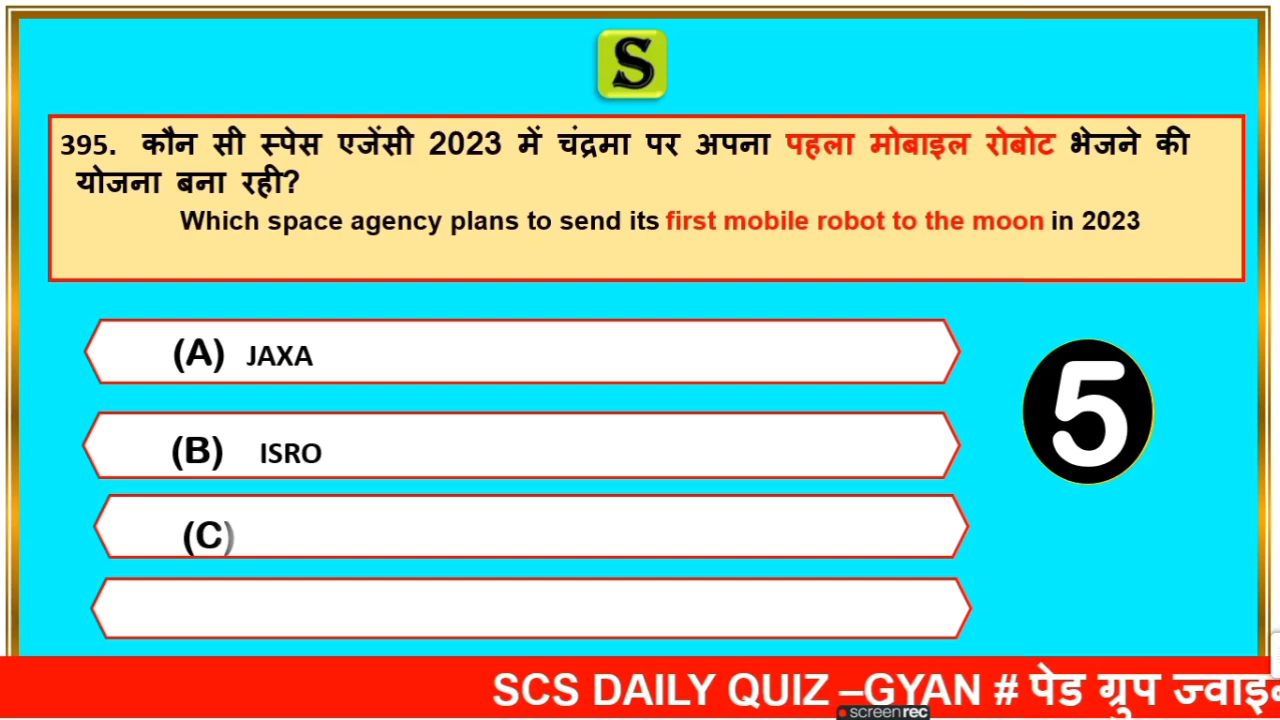 S
395. कौन सी स्पेस एजेंसी 2023 में चंद्रमा पर अपना पहला मोबाइल रोबोट भेजने की
योजना बना रही?
Which space agency plans to send its first mobile robot to the moon in 2023
(A) JAXA
(B) ISRO
5
(C)
SCS DAILY QUIZ –GYAN # पेड ग्रुप
screenrec